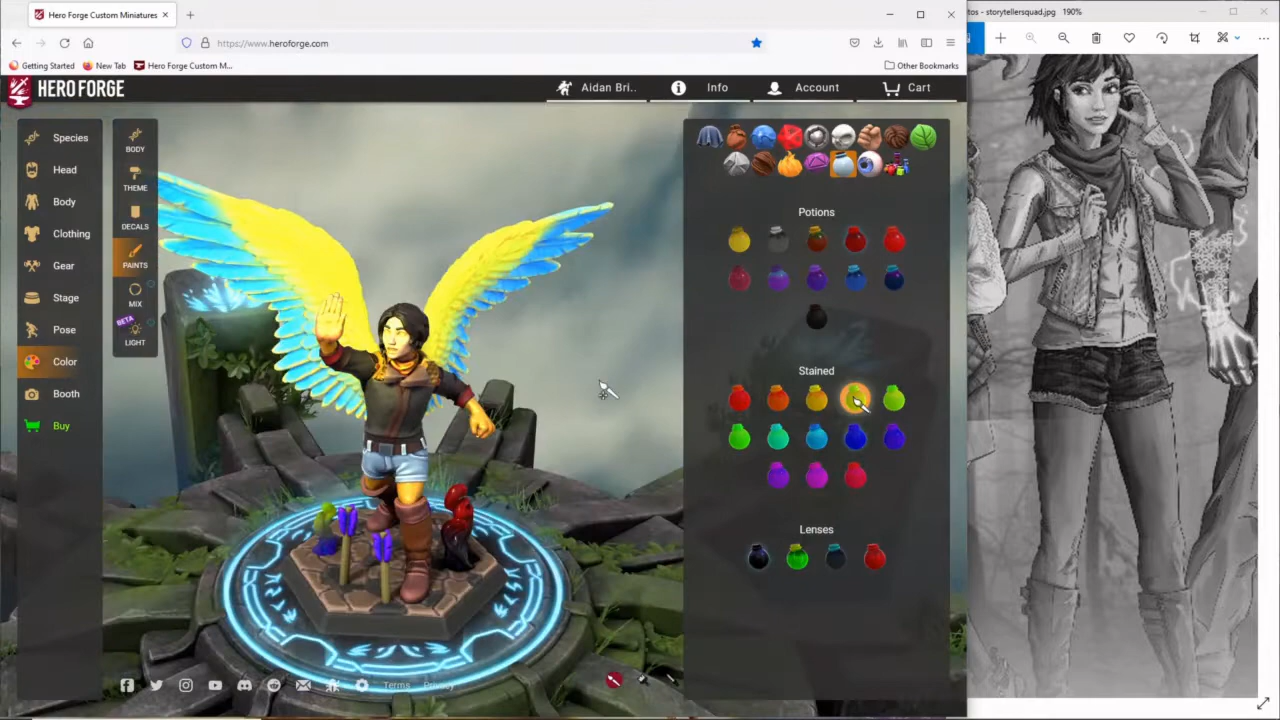 Hero Forge Custom Miniatures
tos - storytellersquad.jpg 190%
https://www.heroforge.com
Getting Started
New Tab
Hero Forge Custom M...
Other Bookmarks
HERO FORGE
Aidan Bri..
Info
Account
Cart
Species
Head
Body
Clothing
Gear
Stage
Pose
Color
Booth
Buy
BODY
THEME
DECALS
PAINTS
MIX
BETA
LIGHT
Potions
Stained
Lenses
Terms
Privacy